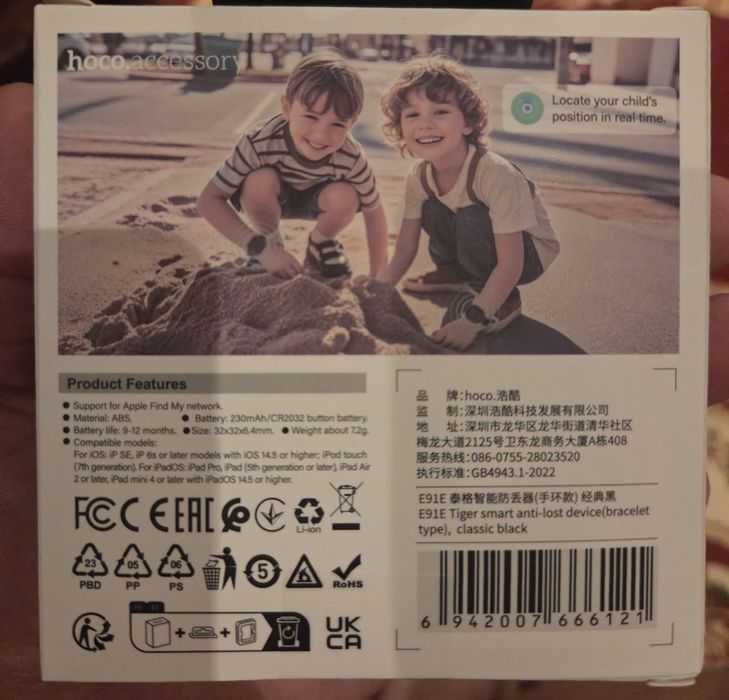 hoco.accessory
Locate your child's
position in real time.
Product Features
● Support for Apple Find My network.
● Material: ABS. ● Battery: 230mAh/CR2032 button battery.
● Battery life: 9-12 months. ●Size: 32x32x6.4mm. ● Weight about 7.2g.
● Compatible models:
For iOS: iP SE, iP 6s or later models with iOS 14.5 or higher; iPod touch
(7th generation). For iPadOS: iPad Pro, iPad (5th generation or later), iPad Air
2 or later, iPad mini 4 or later with iPadOS 14.5 or higher.
FC CE EAC
Li-ion
23 05 06 5
PBD PP PS RoHS
UK
CA
品 牌:hoco.浩酷
监 制:深圳浩酷科技发展有限公司
地 址:深圳市龙华区龙华街道清华社区
梅龙大道2125号卫东龙商务大厦A栋408
服务热线:086-0755-28023520
执行标准:GB4943.1-2022
E91E 泰格智能防丢器(手环款) 经典黑
E91E Tiger smart anti-lost device(bracelet
type), classic black
6 942007 666121